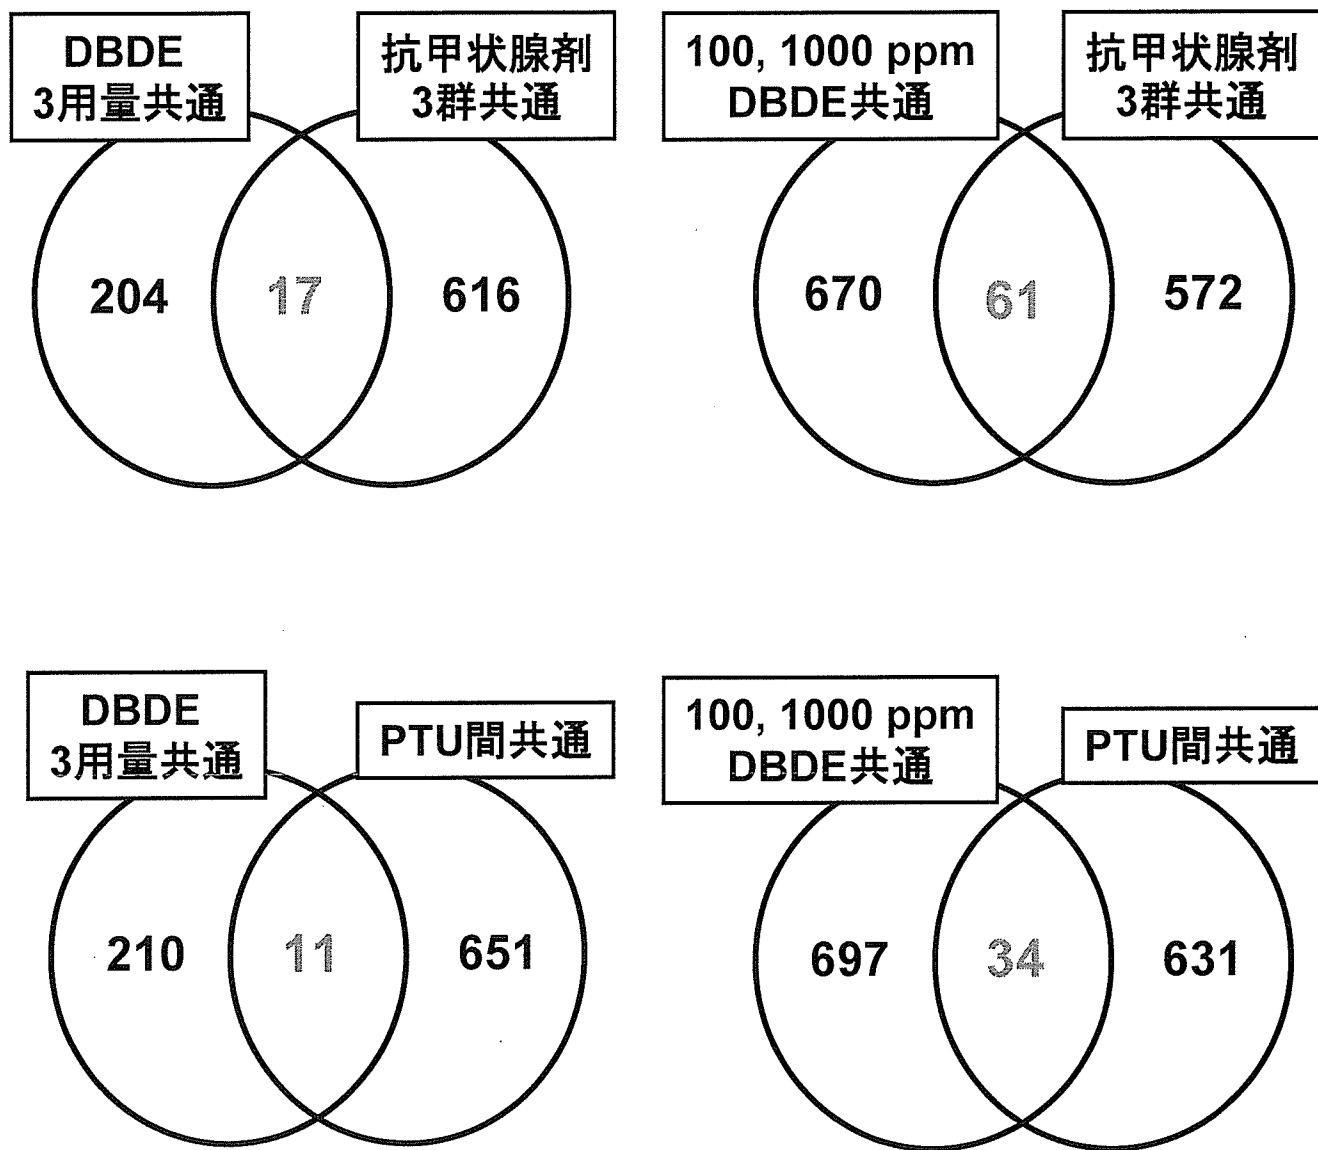 DBDE
3用量共通
抗甲状腺剤
3群共通
204
17
616
100, 1000 ppm
DBDE共通
抗甲状腺剤
3群共通
670
61
572
DBDE
3用量共通
PTU間共通
210
11
651
100, 1000 ppm
DBDE共通
PTU間共通
697
34
631